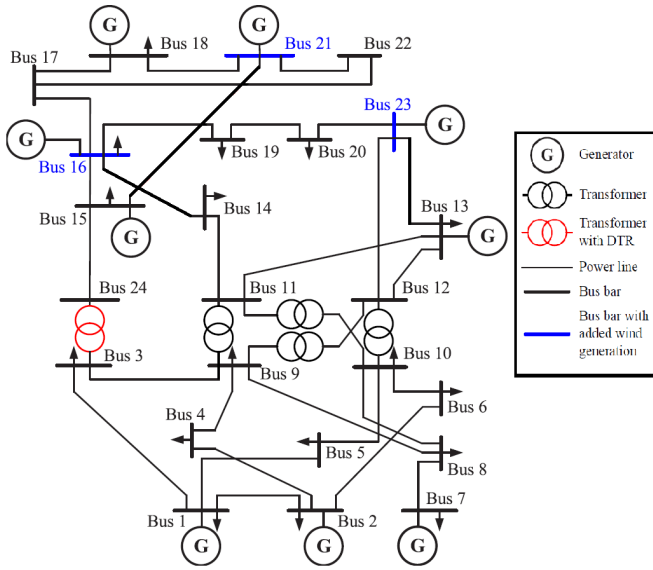 G
G
Bus 18
Bus 21
Bus 22
Bus 17
Bus 23
G
G
Bus 19
Bus 20
Bus 16
Bus 13
Bus 15
Bus 14
G
G
Bus 24
Bus 11
Bus 12
Bus 3
Bus 9
Bus 10
Bus 4
Bus 6
Bus 5
Bus 8
Bus 7
Bus 1
Bus 2
G
G
G
G
Generator
Transformer
Transformer
with DTR
Power line
Bus bar
Bus bar with
added wind
generation